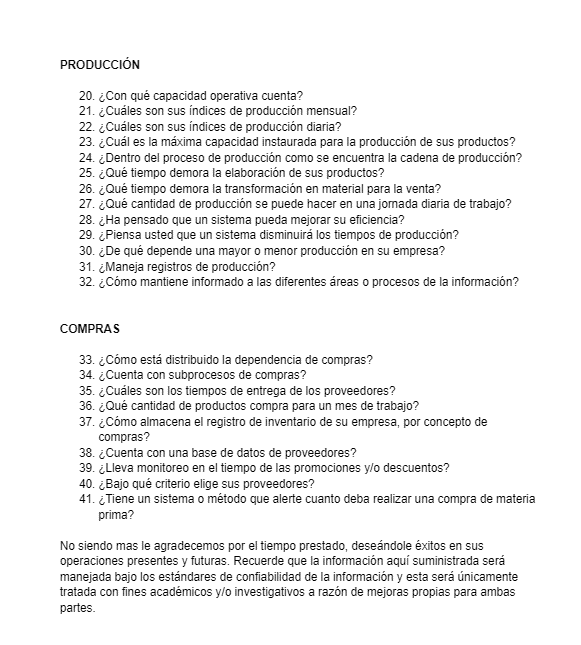 PRODUCCIÓN
20. ¿Con qué capacidad operativa cuenta?
21. ¿Cuáles son sus índices de producción mensual?
22. ¿Cuáles son sus índices de producción diaria?
23. ¿Cuál es la máxima capacidad instaurada para la producción de sus productos?
24. ¿Dentro del proceso de producción como se encuentra la cadena de producción?
25. ¿Qué tiempo demora la elaboración de sus productos?
26. ¿Qué tiempo demora la transformación en material para la venta?
27. ¿Qué cantidad de producción se puede hacer en una jornada diaria de trabajo?
28. ¿Ha pensado que un sistema pueda mejorar su eficiencia?
29. ¿Piensa usted que un sistema disminuirá los tiempos de producción?
30. ¿De qué depende una mayor o menor producción en su empresa?
31. ¿Maneja registros de producción?
32. ¿Cómo mantiene informado a las diferentes áreas o procesos de la información?
COMPRAS
33. ¿Cómo está distribuido la dependencia de compras?
34. ¿Cuenta con subprocesos de compras?
35. ¿Cuáles son los tiempos de entrega de los proveedores?
36. ¿Qué cantidad de productos compra para un mes de trabajo?
37. ¿Cómo almacena el registro de inventario de su empresa, por concepto de
compras?
38. ¿Cuenta con una base de datos de proveedores?
39. ¿Lleva monitoreo en el tiempo de las promociones y/o descuentos?
40. ¿Bajo qué criterio elige sus proveedores?
41. ¿Tiene un sistema o método que alerte cuanto deba realizar una compra de materia
prima?
No siendo mas le agradecemos por el tiempo prestado, deseándole éxitos en sus
operaciones presentes y futuras. Recuerde que la información aquí suministrada será
manejada bajo los estándares de confiabilidad de la información y esta será únicamente
tratada con fines académicos y/o investigativos a razón de mejoras propias para ambas
partes.